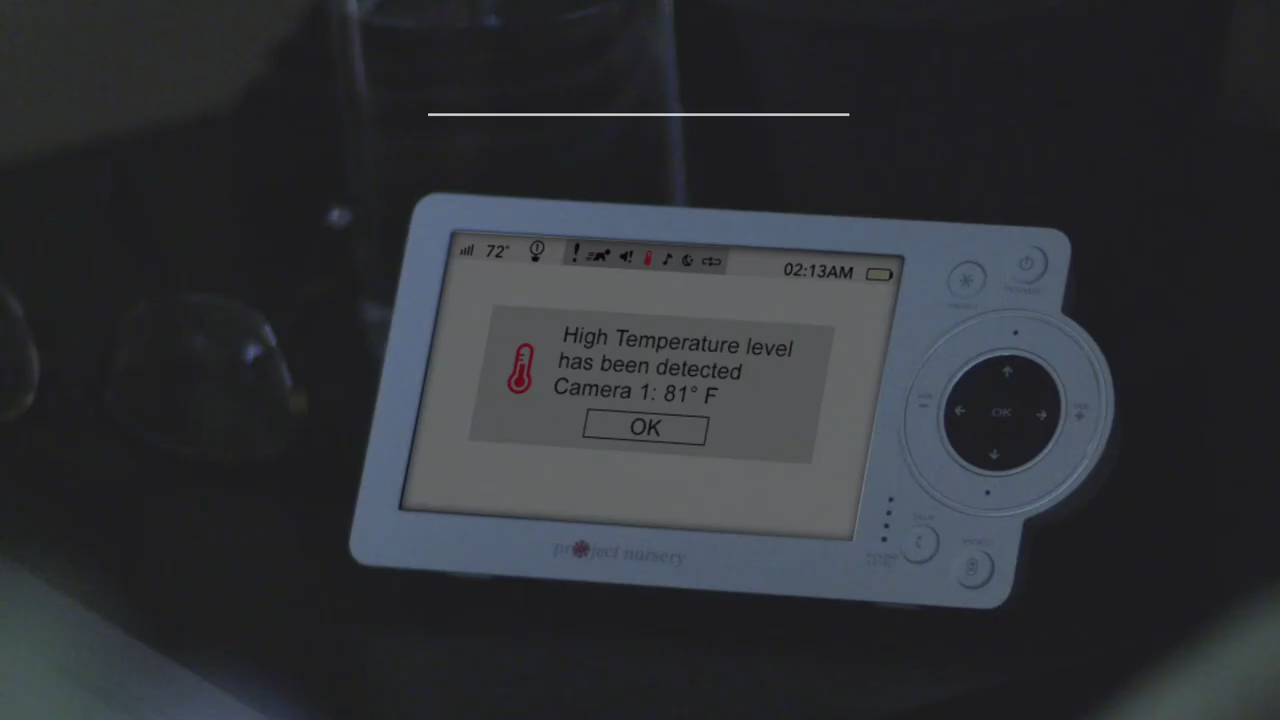 72°
02:13AM
High Temperature level
has been detected
Camera 1: 81° F
OK
OK
project nursery